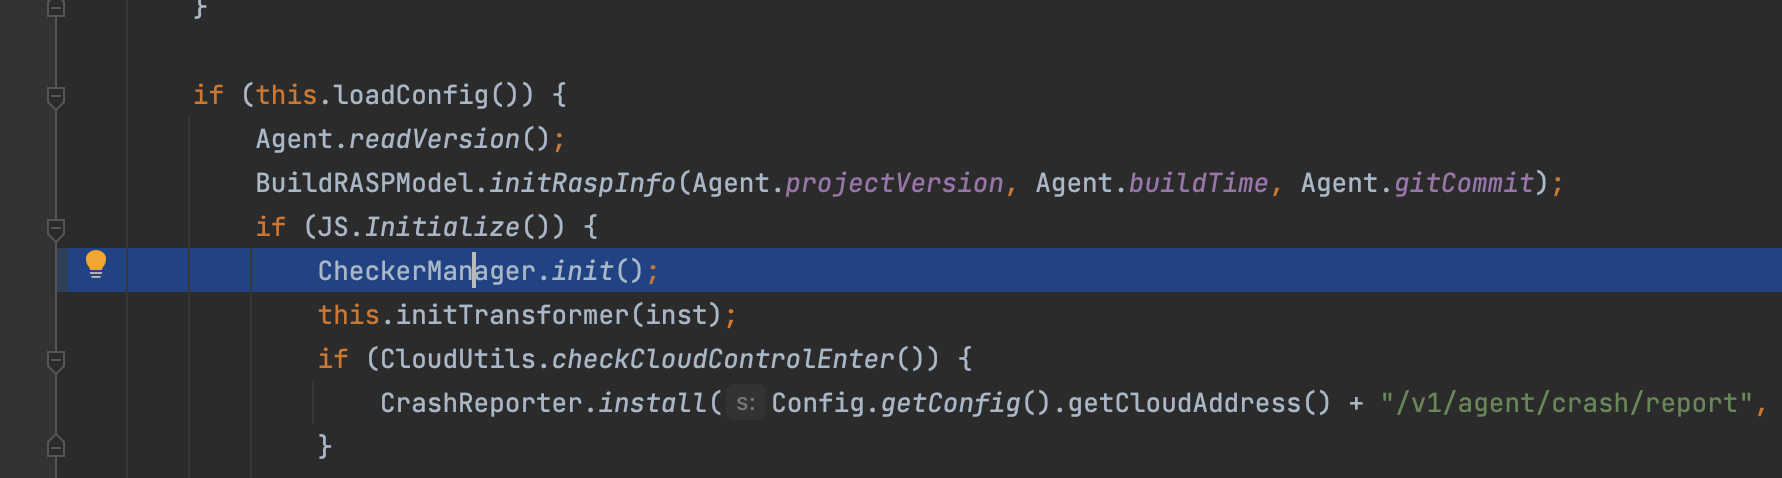 }
if (this.loadConfig()) {
Agent.readVersion();
BuildRASPModel.initRaspInfo(Agent.projectVersion, Agent.buildTime, Agent.gitCommit);
if (JS.Initialize()) {
CheckerManager.init();
this.initTransformer(inst);
if (CloudUtils.checkCloudControlEnter()) {
CrashReporter.install( s: Config.getConfig().getCloudAddress() + "/v1/agent/crash/report",
}